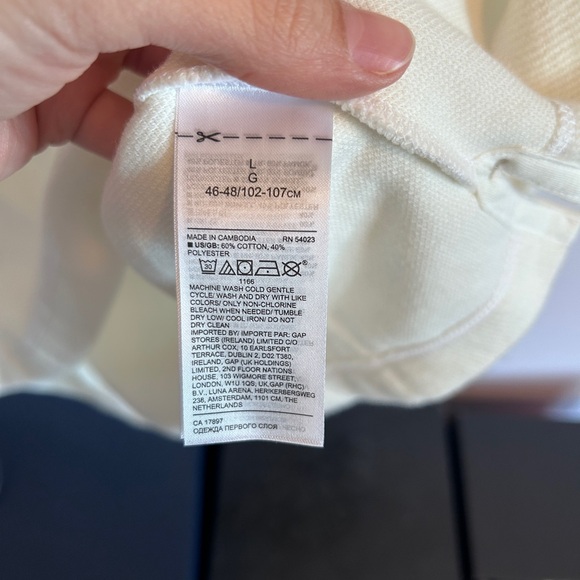 L
G
46-48/102-107CM
MADE IN CAMBODIA RN 54023
US/GB: 60% COTTON, 40%
POLYESTER
30
1166
MACHINE WASH COLD GENTLE
CYCLE/ WASH AND DRY WITH LIKE
COLORS/ ONLY NON-CHLORINE
BLEACH WHEN NEEDED/ TUMBLE
DRY LOW/ COOL IRON/ DO NOT
DRY CLEAN
IMPORTED BY/ IMPORTE PAR: GAP
STORES (IRELAND) LIMITED C/O
ARTHUR COX, 10 EARLSFORT
TERRACE, DUBLIN 2, D02 T380,
IRELAND, GAP (UK HOLDINGS)
LIMITED, 2ND FLOOR NATIONS
HOUSE, 103 WIGMORE STREET,
LONDON, W1U 1QS, UK,GAP (RHC)
B.V., LUNA ARENA, HERIKERBERGWEG
238, AMSTERDAM, 1101 CM, THE
NETHERLANDS
CA 17897
ОДЕЖДА ПЕРВОГО СЛОЯ